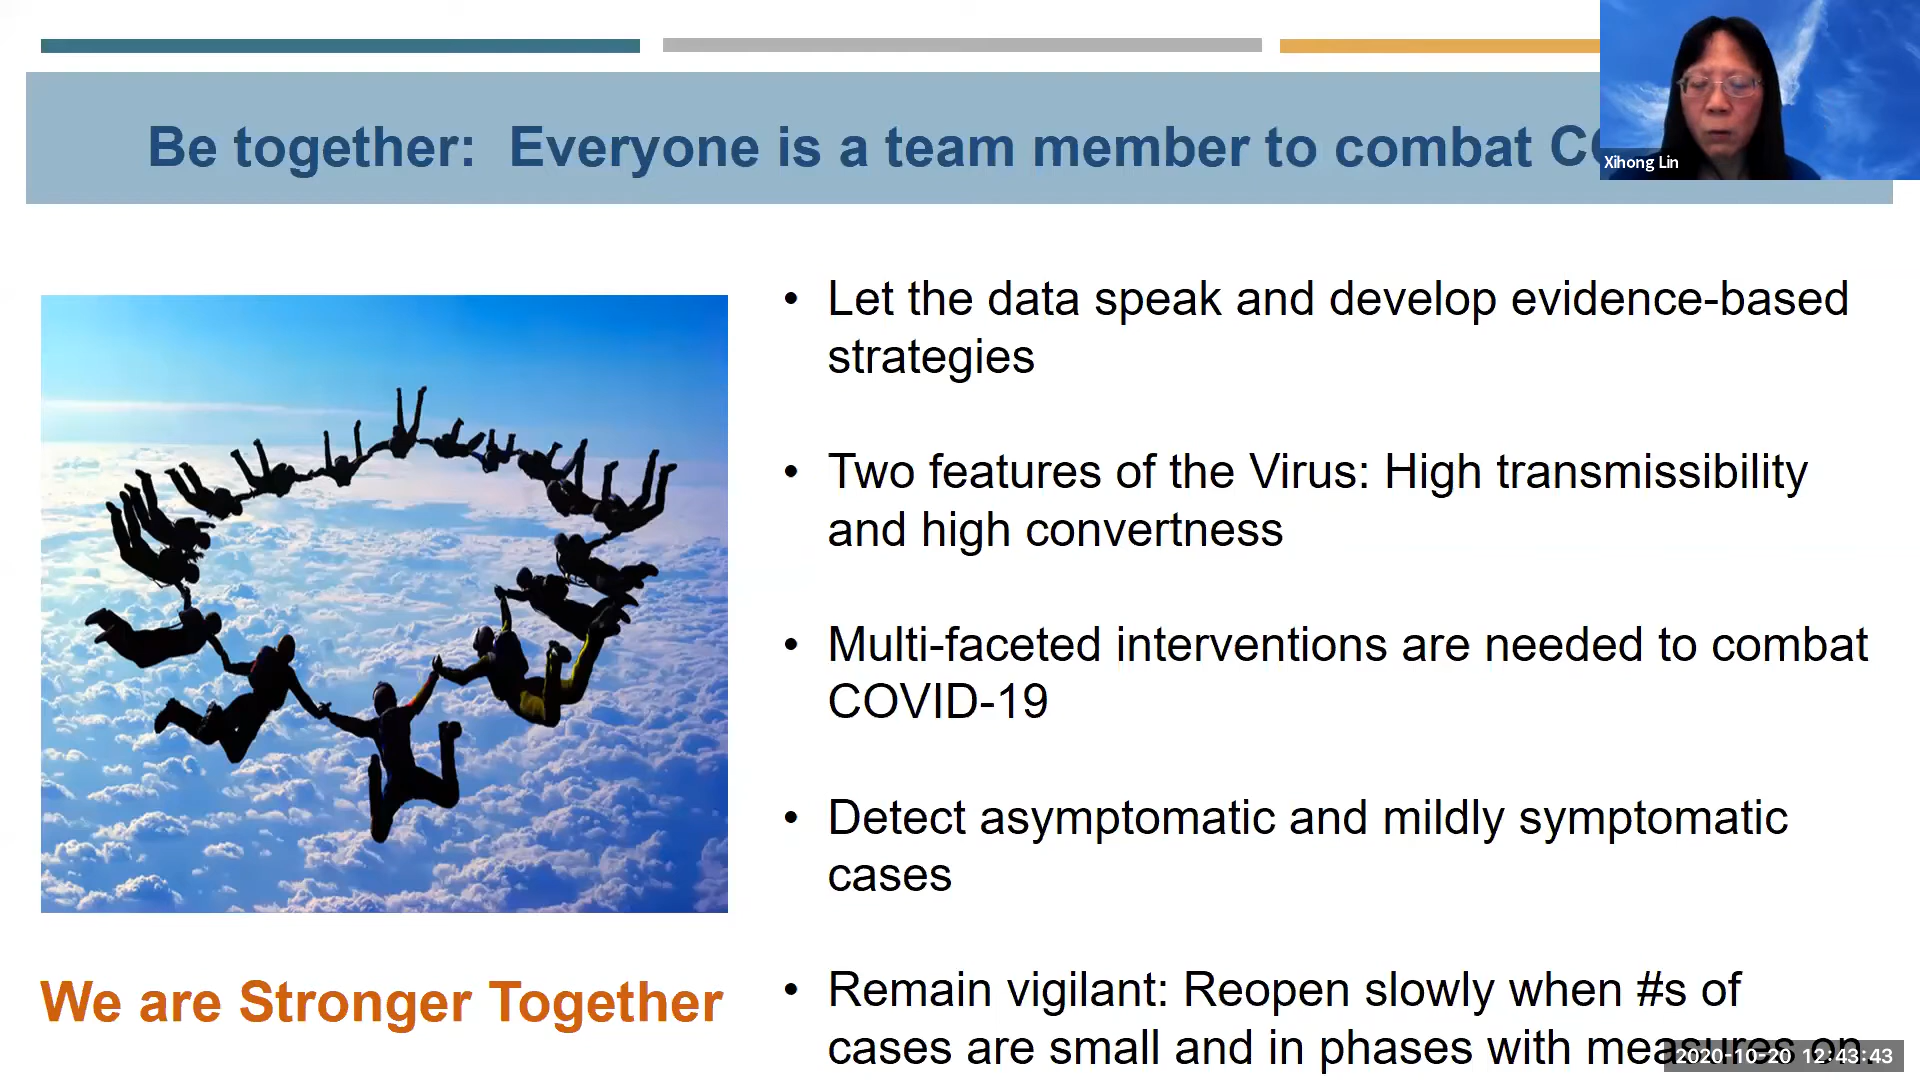 Be together: Everyone is a team member to combat
Xihong Lin
• Let the data speak and develop evidence-based
strategies
• Two features of the Virus: High transmissibility
and high convertness
• Multi-faceted interventions are needed to combat
COVID-19
• Detect asymptomatic and mildly symptomatic
cases
• Remain vigilant: Reopen slowly when #s of
cases are small and in phases with measures on.
We are Stronger Together
2020-10-20 12:43:43